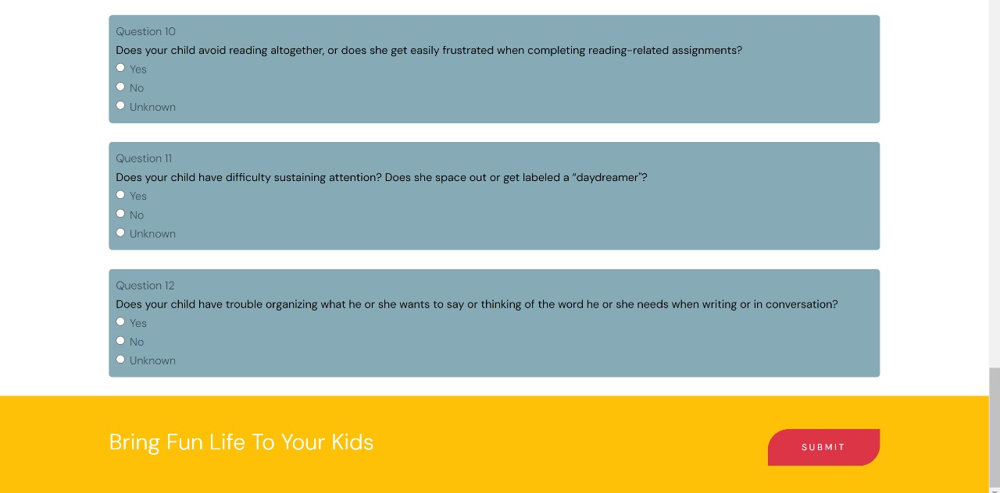 Question 10
Does your child avoid reading altogether, or does she get easily frustrated when completing reading-related assignments?
Yes
No
Unknown
Question 11
Does your child have difficulty sustaining attention? Does she space out or get labeled a “daydreamer"?
Yes
No
Unknown
Question 12
Does your child have trouble organizing what he or she wants to say or thinking of the word he or she needs when writing or in conversation?
Yes
No
Unknown
Bring Fun Life To Your Kids
SUBMIT